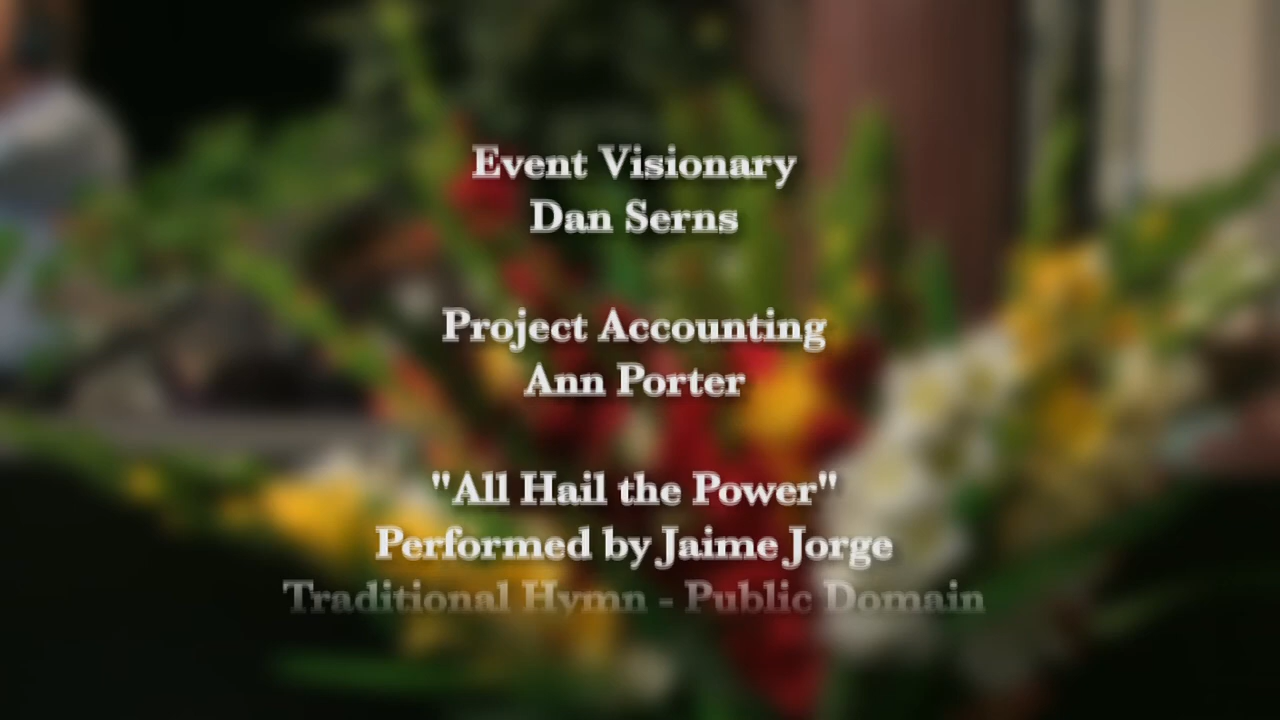 Event Visionary
Dan Serns
Project Accounting
Ann Porter
"All Hail the Power"
Performed by Jaime Jorge
Traditional Hymn - Public Domain